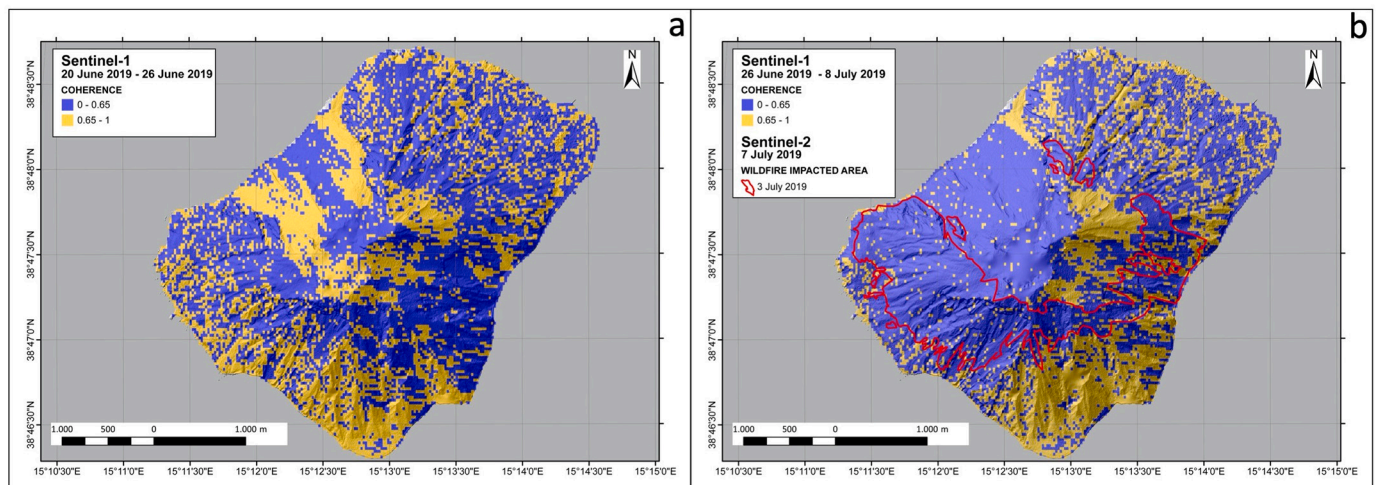 a
Sentinel-1
20 June 2019 - 26 June 2019
COHERENCE
0 - 0.65
0.65 - 1
N
38°48'30"N
38°48'0"N
38°47'30"N
38°47'0"N
38°46'30"N
1.000 500 0 1.000 m
15°10'0"E 15°11'0"E 15°11'30"E 15°12'0"E 15°12'30"E 15°13'0"E 15°13'30"E 15°14'0"E 15°14'30"E 15°15'0"E
b
Sentinel-1
26 June 2019 - 8 July 2019
COHERENCE
0 - 0.65
0.65 - 1
Sentinel-2
7 July 2019
WILDFIRE IMPACTED AREA
3 July 2019
N
38°48'30"N
38°48'0"N
38°47'30"N
38°47'0"N
38°46'30"N
1.000 500 0 1.000 m
15°10'30"E 15°11'0"E 15°11'30"E 15°12'0"E 15°12'30"E 15°13'0"E 15°13'30"E 15°14'0"E 15°14'30"E 15°15'0"E